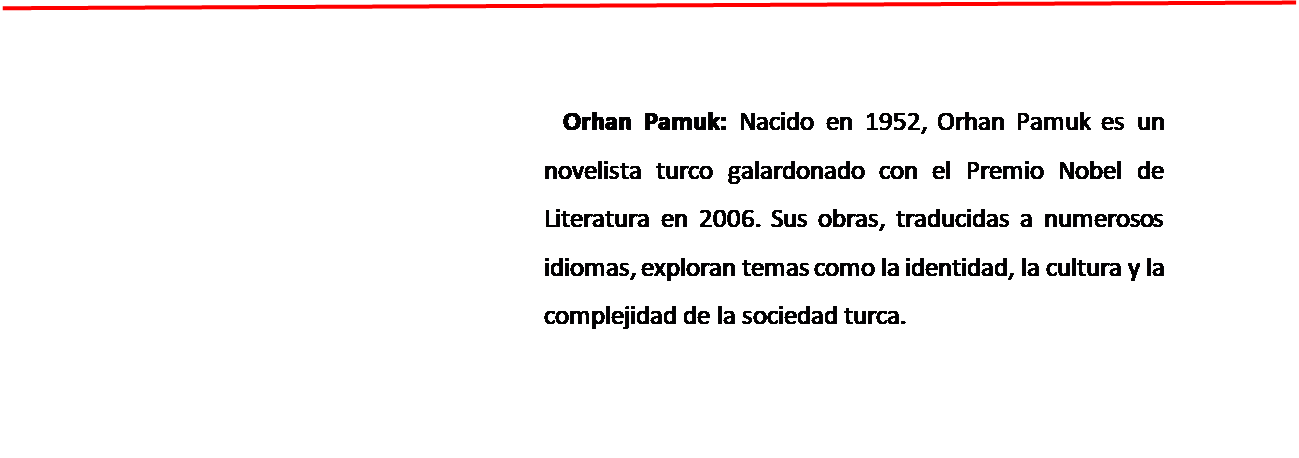 Orhan Pamuk: Nacido en 1952, Orhan Pamuk es un
novelista turco galardonado con el Premio Nobel de
Literatura en 2006. Sus obras, traducidas a numerosos
idiomas, exploran temas como la identidad, la cultura y la
complejidad de la sociedad turca.